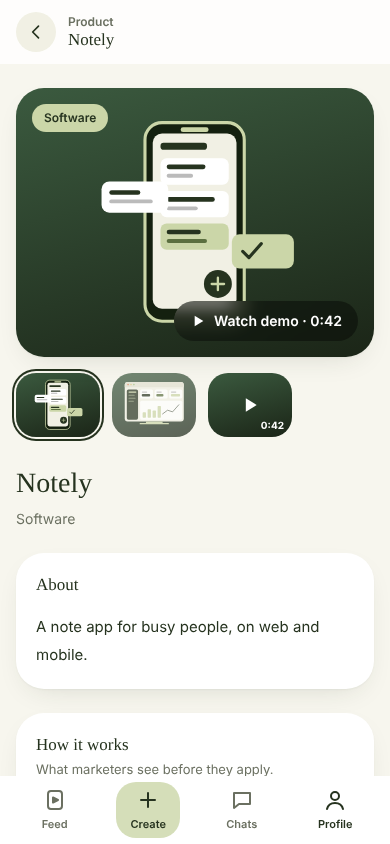 Product
Notely
Software
Watch demo · 0:42
0:42
Notely
Software
About
A note app for busy people, on web and
mobile.
How it works
What marketers see before they apply.
Feed
Create
Chats
Profile